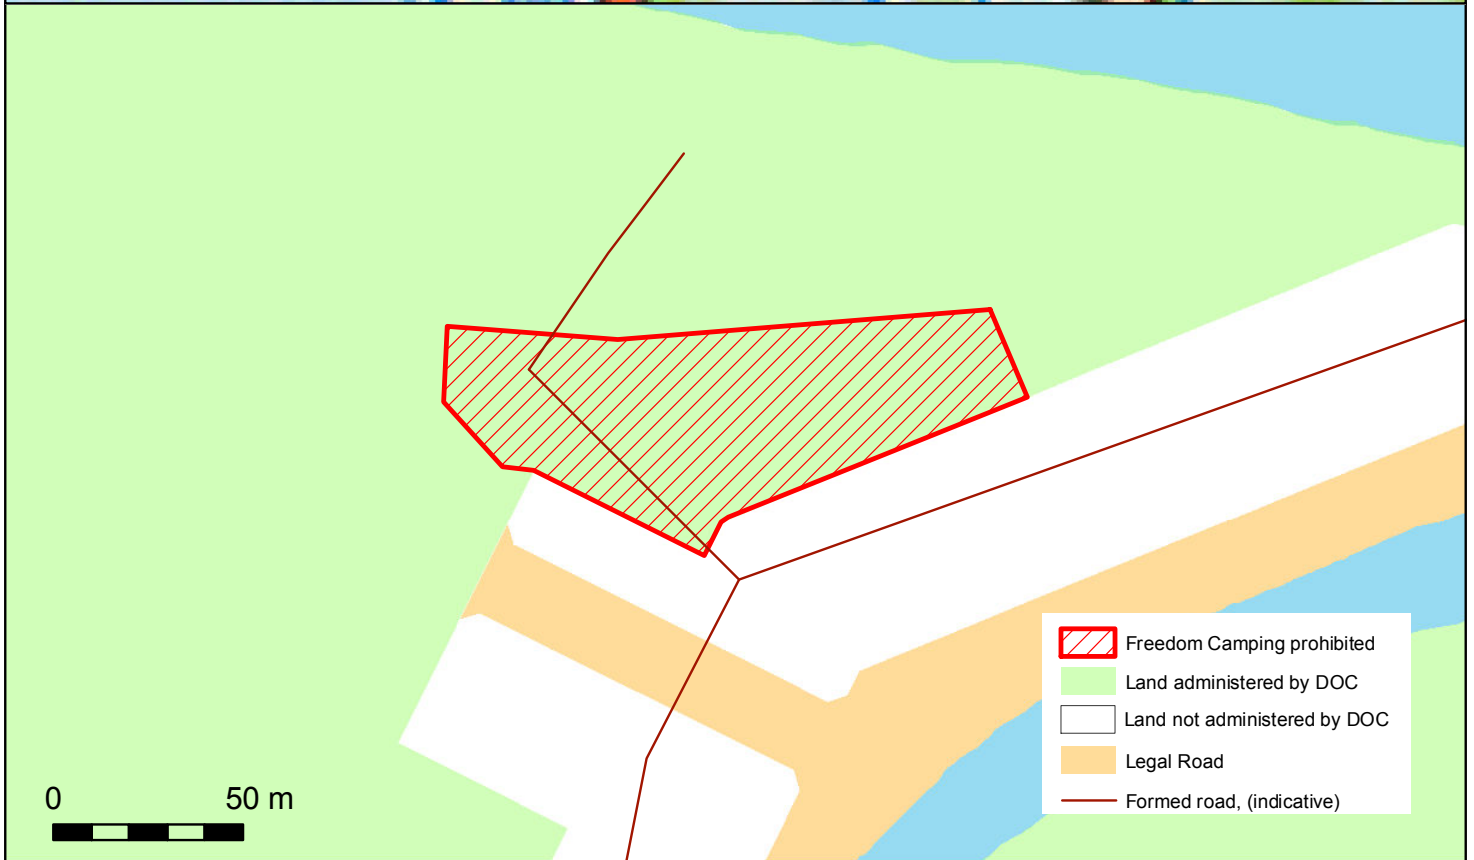 Freedom Camping prohibited
Land administered by DOC
Land not administered by DOC
Legal Road
Formed road, (indicative)
0 50 m